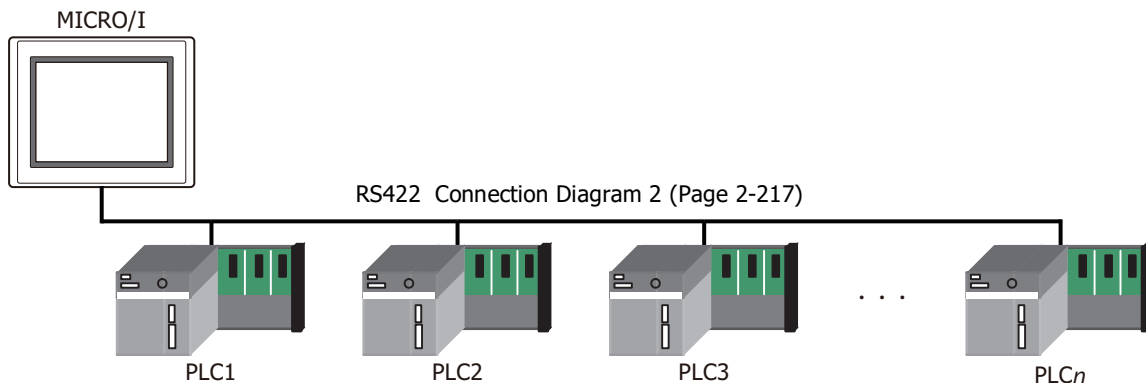 MICRO/I
RS422 Connection Diagram 2 (Page 2-217)
. . .
PLC1
PLC2
PLC3
PLCn